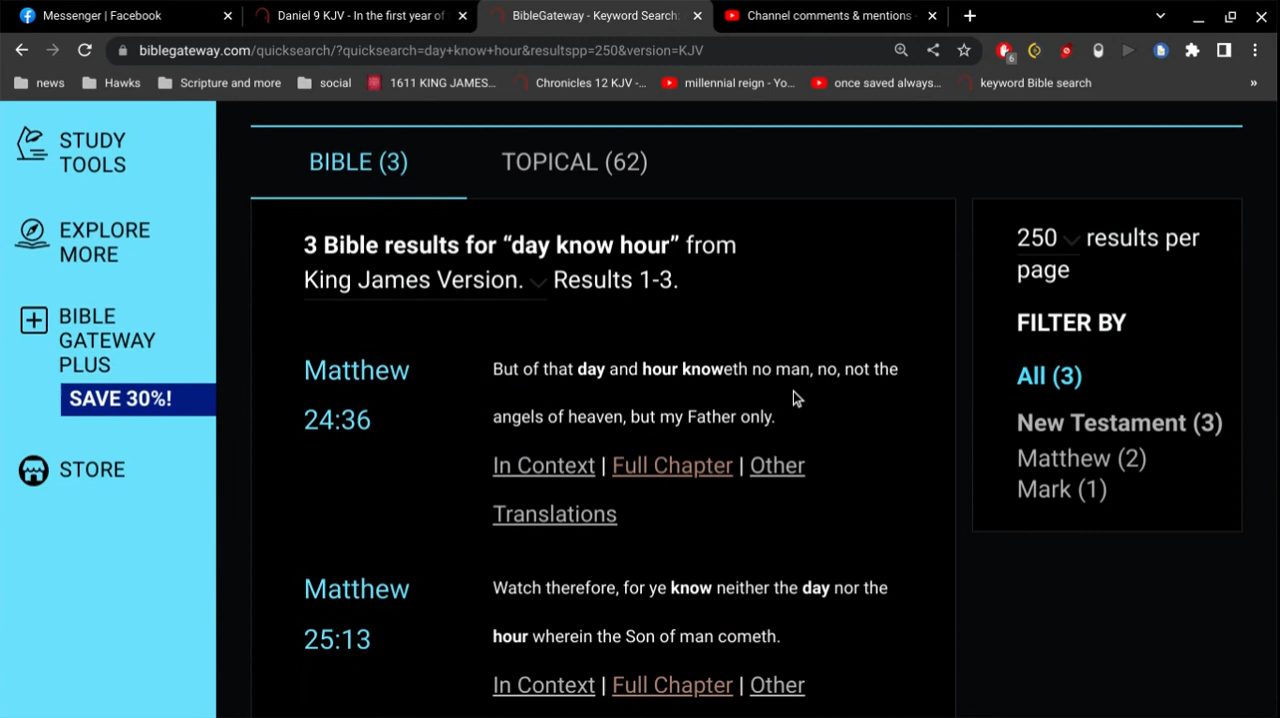 Messenger | Facebook
Daniel 9 KJV - In the first year of
BibleGateway - Keyword Search:
Channel comments & mentions -
biblegateway.com/quicksearch/?quicksearch=day+know+hour&resultspp=250&version=KJV
6
news
Hawks
Scripture and more
social
1611 KING JAMES...
Chronicles 12 KJV -...
millennial reign - Yo...
once saved always...
keyword Bible search
»
STUDY
TOOLS
EXPLORE
MORE
BIBLE
GATEWAY
PLUS
SAVE 30%!
STORE
BIBLE (3)
TOPICAL (62)
3 Bible results for “day know hour” from
King James Version. Results 1-3.
Matthew
24:36
But of that day and hour knoweth no man, no, not the
angels of heaven, but my Father only.
In Context | Full Chapter | Other
Translations
Matthew
25:13
Watch therefore, for ye know neither the day nor the
hour wherein the Son of man cometh.
In Context | Full Chapter | Other
250 results per
page
FILTER BY
All (3)
New Testament (3)
Matthew (2)
Mark (1)